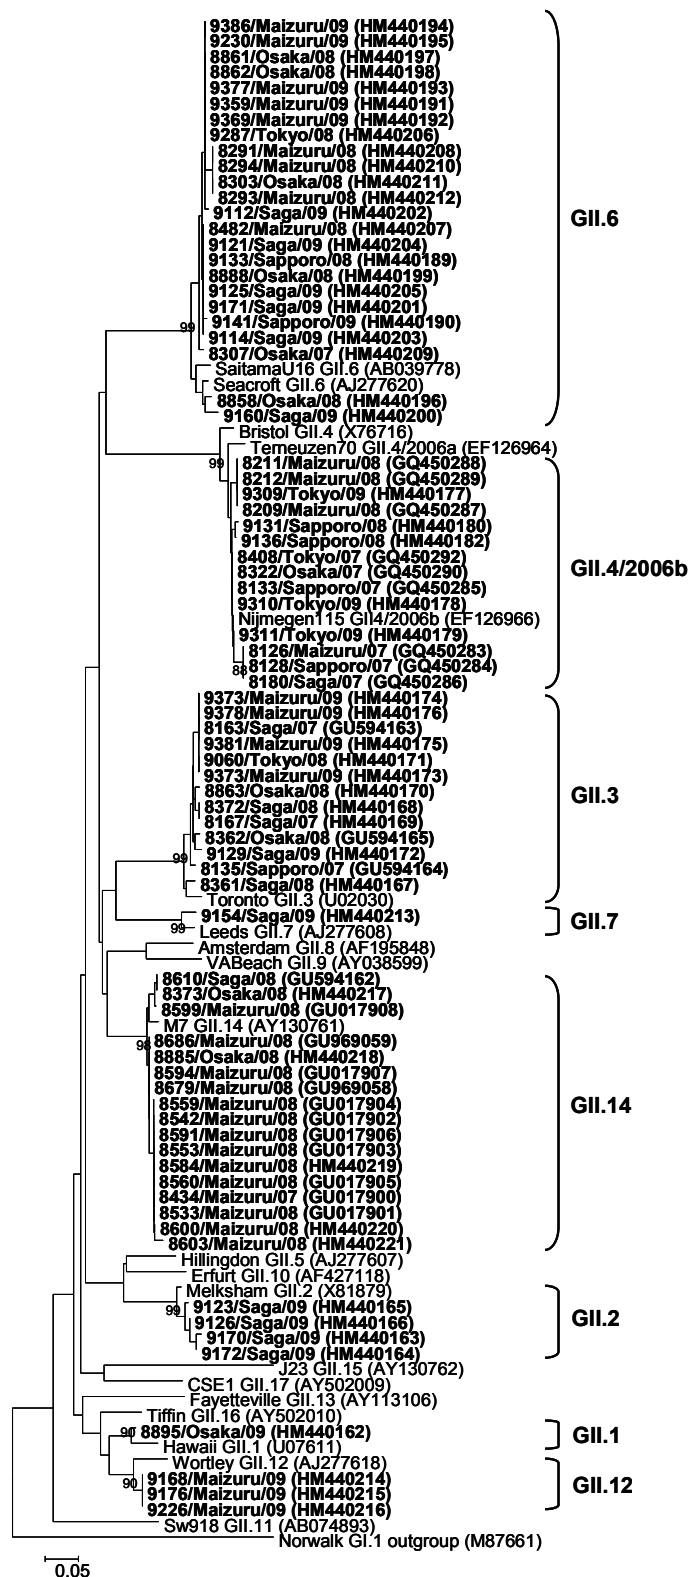 9386/Maizuru/09 (HM440194)
9230/Maizuru/09 (HM440195)
8861/Osaka/08 (HM440197)
8862/Osaka/08 (HM440198)
9377/Maizuru/09 (HM440193)
9359/Maizuru/09 (HM440191)
9369/Maizuru/09 (HM440192)
9287/Tokyo/08 (HM440206)
8291/Maizuru/08 (HM440208)
8294/Maizuru/08 (HM440210)
8303/Osaka/08 (HM440211)
8293/Maizuru/08 (HM440212)
9112/Saga/09 (HM440202)
GII.6
8482/Maizuru/08 (HM440207)
9121/Saga/09 (HM440204)
9133/Sapporo/08 (HM440189)
8888/Osaka/08 (HM440199)
9125/Saga/09 (HM440205)
9171/Saga/09 (HM440201)
9141/Sapporo/09 (HM440190)
99
9114/Saga/09 (HM440203)
8307/Osaka/07 (HM440209)
SaitamaU16 GII.6 (AB039778)
Seacroft GII.6 (AJ277620)
8858/Osaka/08 (HM440196)
9160/Saga/09 (HM440200)
Bristol GII.4 (X76716)
Terneuzen70 GII.4/2006a (EF126964)
99
8211/Maizuru/08 (GQ450288)
8212/Maizuru/08 (GQ450289)
9309/Tokyo/09 (HM440177)
8209/Maizuru/08 (GQ450287)
9131/Sapporo/08 (HM440180)
9136/Sapporo/08 (HM440182)
8408/Tokyo/07 (GQ450292)
GII.4/2006b
8322/Osaka/07 (GQ450290)
8133/Sapporo/07 (GQ450285)
9310/Tokyo/09 (HM440178)
Nijmegen115 GII4/2006b (EF126966)
9311/Tokyo/09 (HM440179)
8126/Maizuru/07 (GQ450283)
8128/Sapporo/07 (GQ450284)
88
8180/Saga/07 (GQ450286)
9373/Maizuru/09 (HM440174)
9378/Maizuru/09 (HM440176)
8163/Saga/07 (GU594163)
9381/Maizuru/09 (HM440175)
9060/Tokyo/08 (HM440171)
9373/Maizuru/09 (HM440173)
8863/Osaka/08 (HM440170)
GII.3
8372/Saga/08 (HM440168)
8167/Saga/07 (HM440169)
8362/Osaka/08 (GU594165)
99
9129/Saga/09 (HM440172)
8135/Sapporo/07 (GU594164)
8361/Saga/08 (HM440167)
Toronto GII.3 (U02030)
9154/Saga/09 (HM440213)
GII.7
99
Leeds GII.7 (AJ277608)
Amsterdam GII.8 (AF195848)
VABeach GII.9 (AY038599)
8610/Saga/08 (GU594162)
8373/Osaka/08 (HM440217)
8599/Maizuru/08 (GU017908)
M7 GII.14 (AY130761)
98
8686/Maizuru/08 (GU969059)
8885/Osaka/08 (HM440218)
8594/Maizuru/08 (GU017907)
8679/Maizuru/08 (GU969058)
8559/Maizuru/08 (GU017904)
GII.14
8542/Maizuru/08 (GU017902)
8591/Maizuru/08 (GU017906)
8553/Maizuru/08 (GU017903)
8584/Maizuru/08 (HM440219)
8560/Maizuru/08 (GU017905)
8434/Maizuru/07 (GU017900)
8533/Maizuru/08 (GU017901)
8600/Maizuru/08 (HM440220)
8603/Maizuru/08 (HM440221)
Hillingdon GII.5 (AJ277607)
Erfurt GII.10 (AF427118)
Melksham GII.2 (X81879)
99
9123/Saga/09 (HM440165)
GII.2
9126/Saga/09 (HM440166)
9170/Saga/09 (HM440163)
9172/Saga/09 (HM440164)
J23 GII.15 (AY130762)
CSE1 GII.17 (AY502009)
Fayetteville GII.13 (AY113106)
Tiffin GII.16 (AY502010)
90
8895/Osaka/09 (HM440162)
GII.1
Hawaii GII.1 (U07611)
Wortley GII.12 (AJ277618)
90
9168/Maizuru/09 (HM440214)
GII.12
9176/Maizuru/09 (HM440215)
9226/Maizuru/09 (HM440216)
Sw918 GII.11 (AB074893)
Norwalk GI.1 outgroup (M87661)
0.05